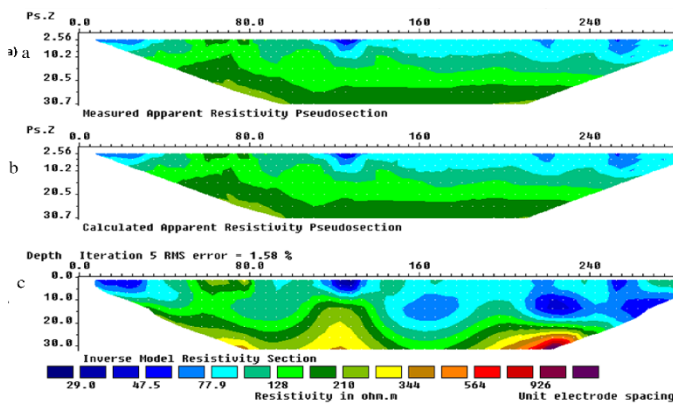 Ps.Z 0.0 80.0 160 240
2.56
a) a
10.2
20.5
30.7
Measured Apparent Resistivity Pseudosection
Ps.Z 0.0 80.0 160 240
2.56
b
10.2
20.5
30.7
Calculated Apparent Resistivity Pseudosection
Depth Iteration 5 RMS error = 1.58 %
0.0 80.0 160 240
0.0
c
10.0
20.0
30.0
Inverse Model Resistivity Section
29.0 47.5 77.9 128 210 344 564 926
Resistivity in ohm.m Unit electrode spacing